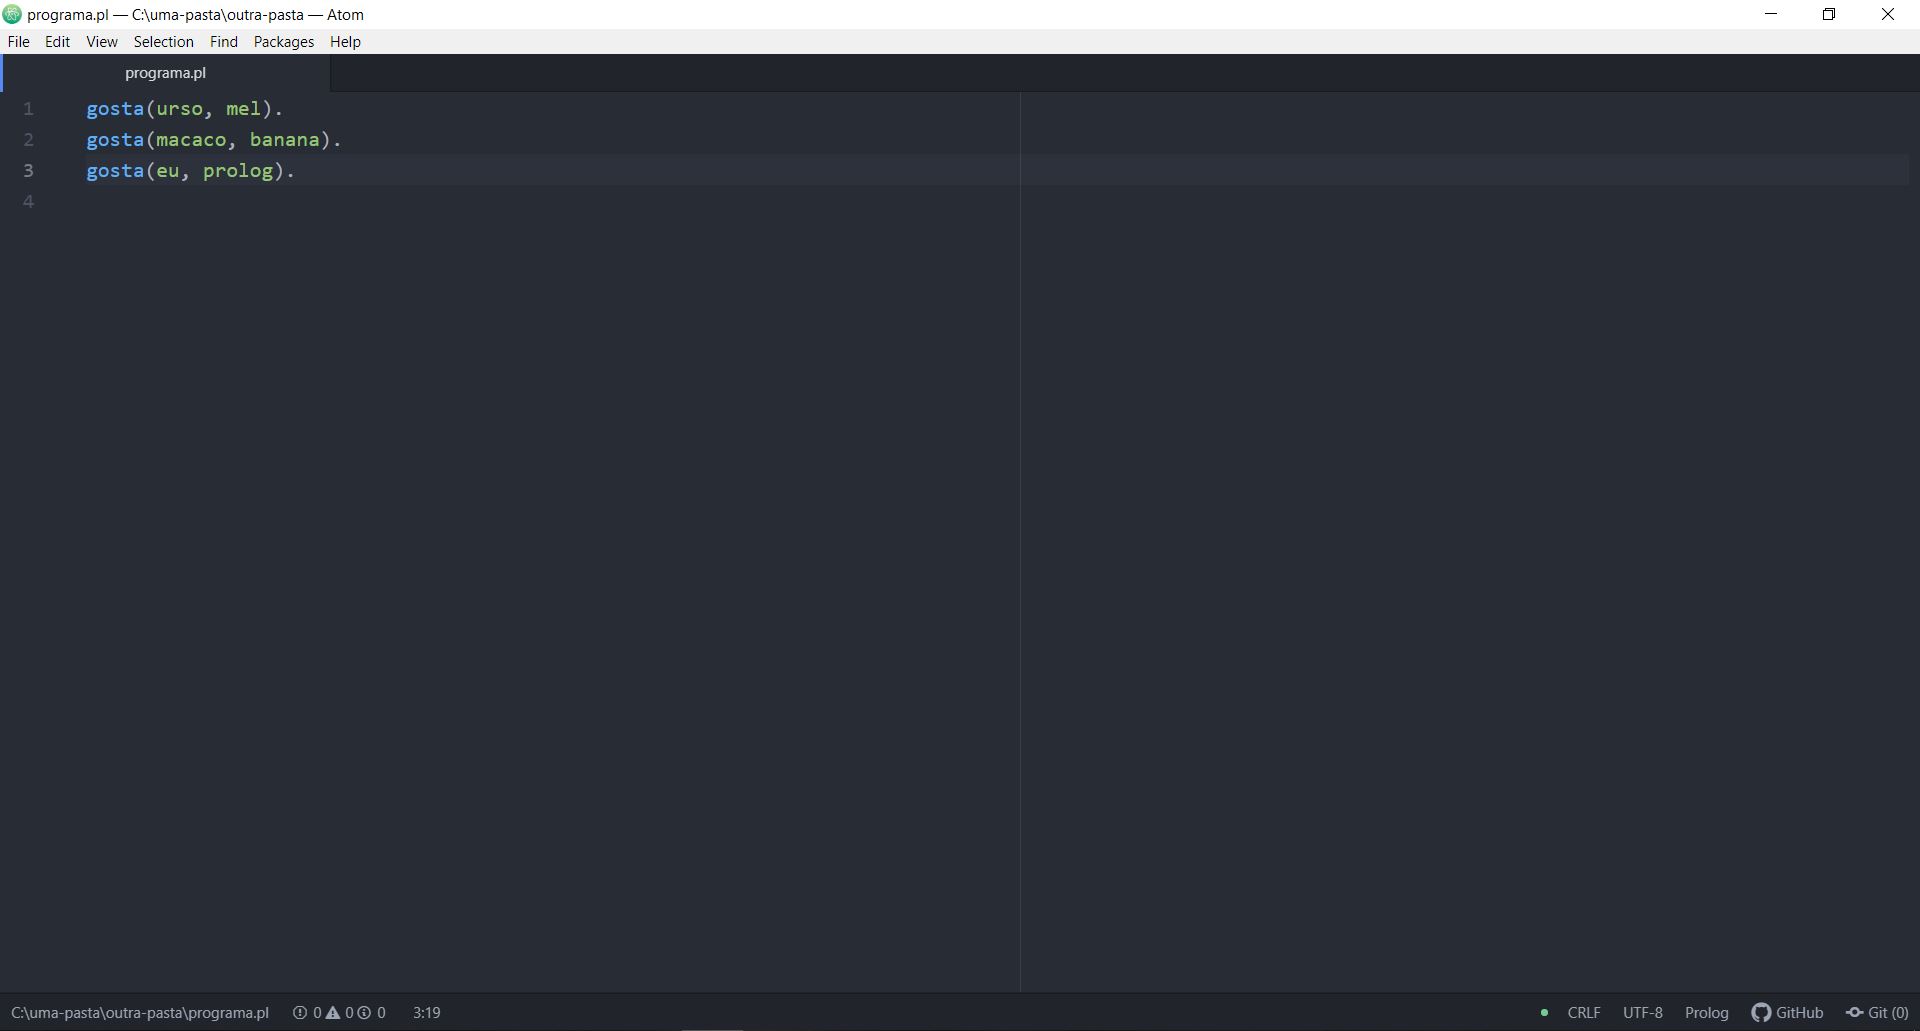 programa.pl — C:\uma-pasta\outra-pasta — Atom
File Edit View Selection Find Packages Help
programa.pl
1 gosta(urso, mel).
2 gosta(macaco, banana).
3 gosta(eu, prolog).
4
C:\uma-pasta\outra-pasta\programa.pl 0 0 0 3:19 CRLF UTF-8 Prolog GitHub Git (0)